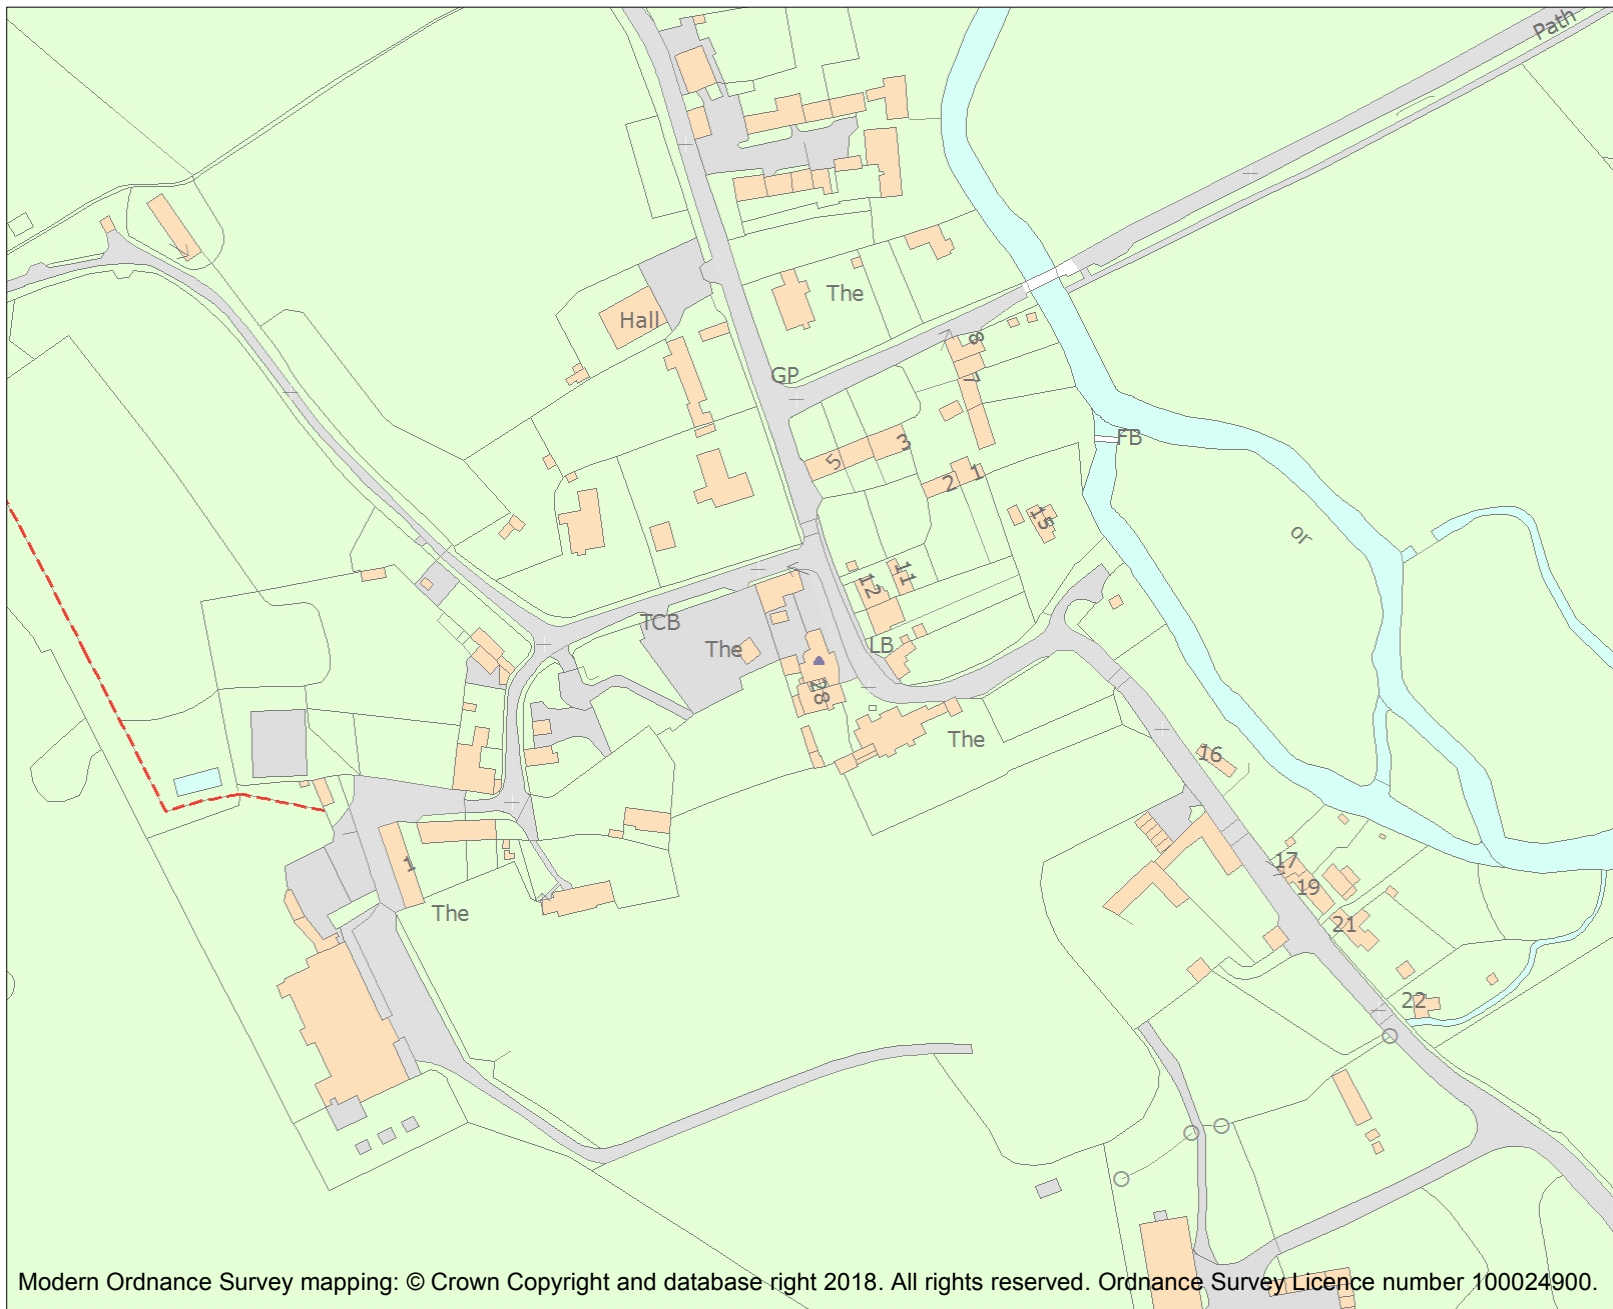 Path
The
Hall
GP
8
7
FB
3
5
1
2
15
or
11
12
TCB
LB
The
28
The
16
1
17
19
The
21
22
Modern Ordnance Survey mapping: © Crown Copyright and database right 2018. All rights reserved. Ordnance Survey Licence number 100024900.